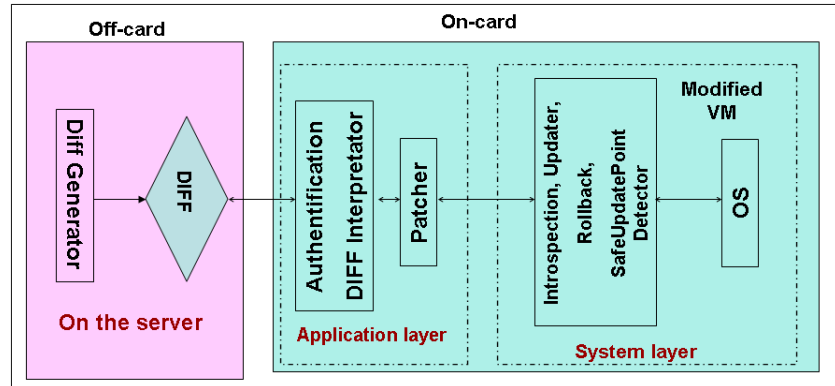 Off-card
On-card
Diff Generator
DIFF
On the server
Authentification
DIFF Interpretator
Patcher
Application layer
Introspection, Updater,
Rollback,
SafeUpdatePoint
Detector
Modified
VM
OS
System layer